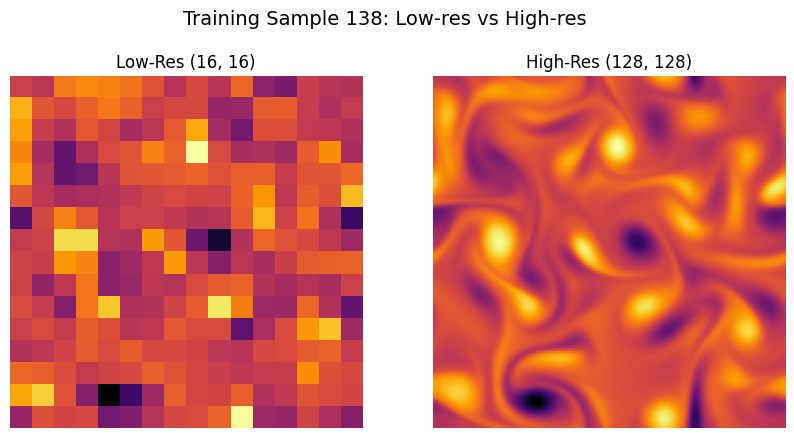 Training Sample 138: Low-res vs High-res
Low-Res (16, 16)
High-Res (128, 128)